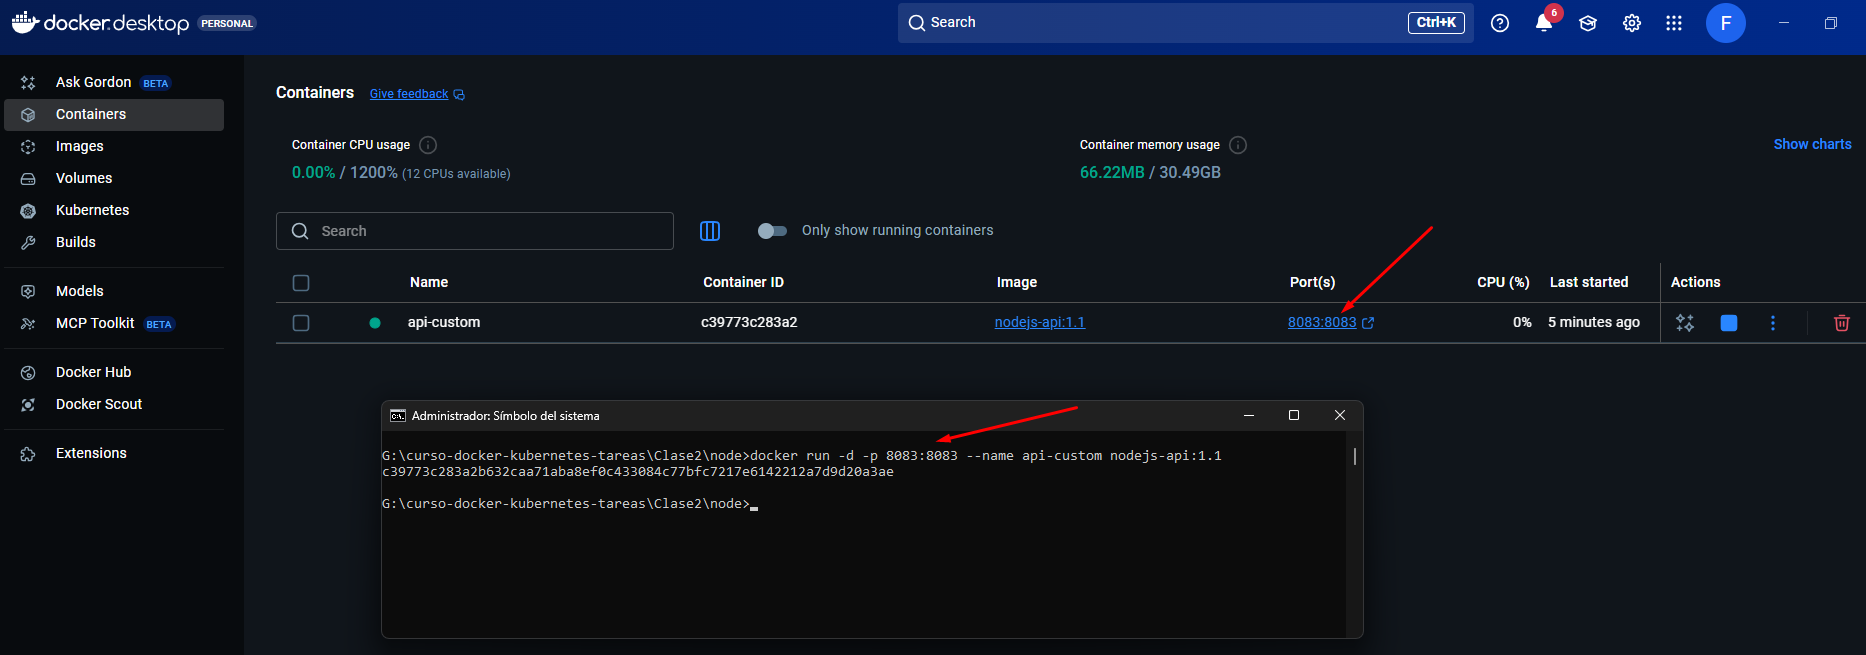 docker desktop PERSONAL
Search
Ctrl+K
6
F
Ask Gordon BETA
Containers
Images
Volumes
Kubernetes
Builds
Models
MCP Toolkit BETA
Docker Hub
Docker Scout
Extensions
Containers Give feedback
Container CPU usage
0.00% / 1200% (12 CPUs available)
Container memory usage
66.22MB / 30.49GB
Show charts
Search
Only show running containers
Name Container ID Image Port(s) CPU (%) Last started Actions
api-custom c39773c283a2 nodejs-api:1.1 8083:8083 0% 5 minutes ago
Administrador: Símbolo del sistema
G:\curso-docker-kubernetes-tareas\Clase2\node>docker run -d -p 8083:8083 --name api-custom nodejs-api:1.1
c39773c283a2b632caa71aba8ef0c433084c77bfc7217e6142212a7d9d20a3ae
G:\curso-docker-kubernetes-tareas\Clase2\node>